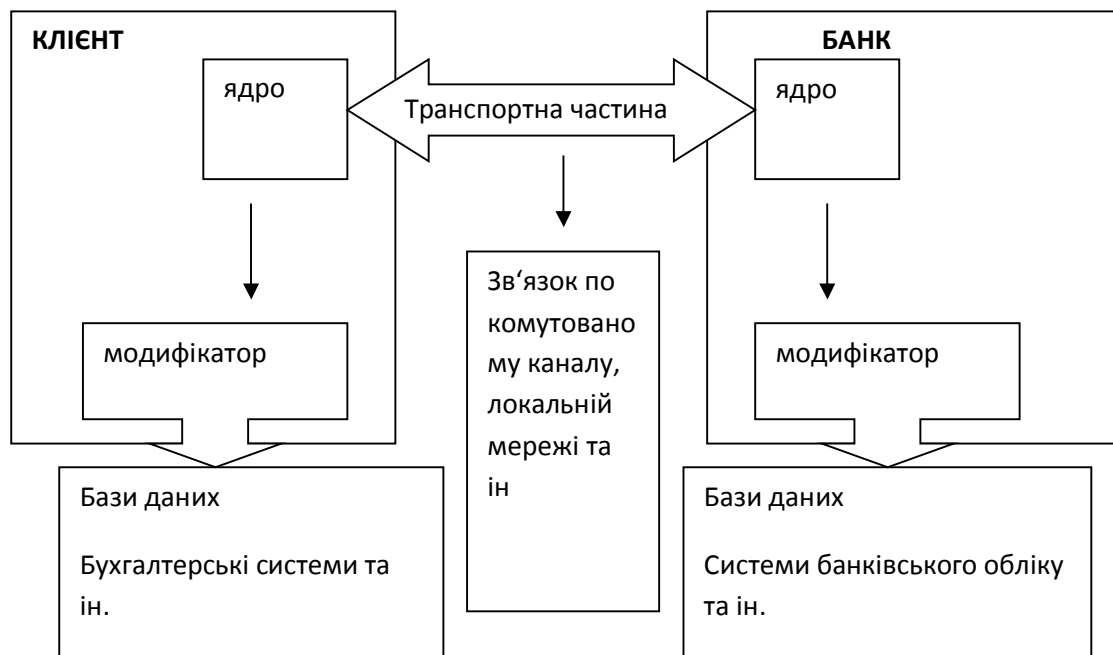 КЛІЄНТ
БАНК
ядро
Транспортна частина
ядро
Зв‘язок по
комутовано
му каналу,
локальній
мережі та
ін
модифікатор
модифікатор
Бази даних
Бухгалтерські системи та
ін.
Бази даних
Системи банківського обліку
та ін.